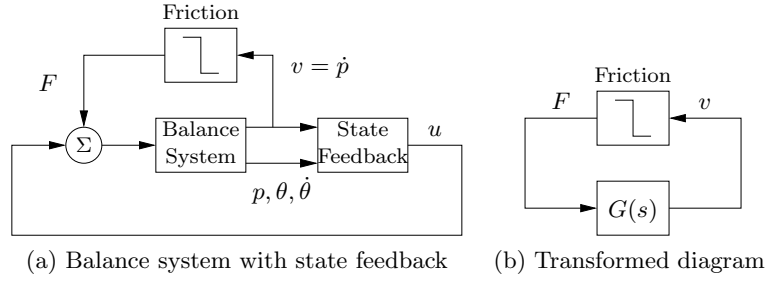 Friction
v = ṗ
F
Σ
Balance
System
State
Feedback
u
p, θ, θ̇
(a) Balance system with state feedback
Friction
F
v
G(s)
(b) Transformed diagram